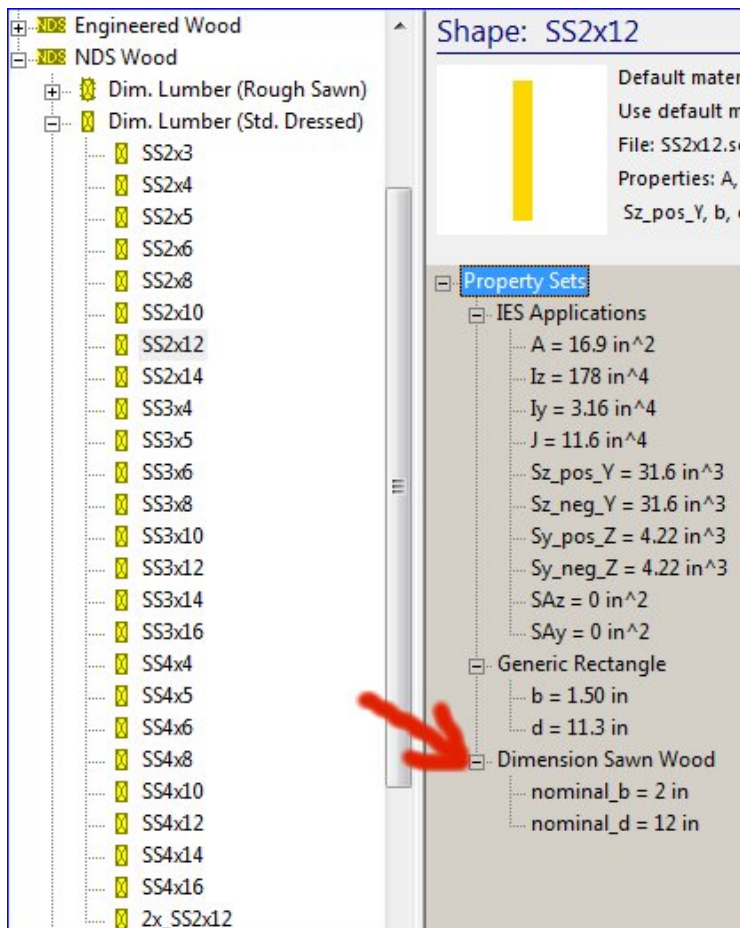 NDS Engineered Wood
NDS NDS Wood
Dim. Lumber (Rough Sawn)
Dim. Lumber (Std. Dressed)
SS2x3
SS2x4
SS2x5
SS2x6
SS2x8
SS2x10
SS2x12
SS2x14
SS3x4
SS3x5
SS3x6
SS3x8
SS3x10
SS3x12
SS3x14
SS3x16
SS4x4
SS4x5
SS4x6
SS4x8
SS4x10
SS4x12
SS4x14
SS4x16
2x_SS2x12
Shape: SS2x12
Default mater
Use default m
File: SS2x12.s
Properties: A,
Sz_pos_Y, b,
Property Sets
IES Applications
A = 16.9 in^2
Iz = 178 in^4
Iy = 3.16 in^4
J = 11.6 in^4
Sz_pos_Y = 31.6 in^3
Sz_neg_Y = 31.6 in^3
Sy_pos_Z = 4.22 in^3
Sy_neg_Z = 4.22 in^3
SAz = 0 in^2
SAy = 0 in^2
Generic Rectangle
b = 1.50 in
d = 11.3 in
Dimension Sawn Wood
nominal_b = 2 in
nominal_d = 12 in